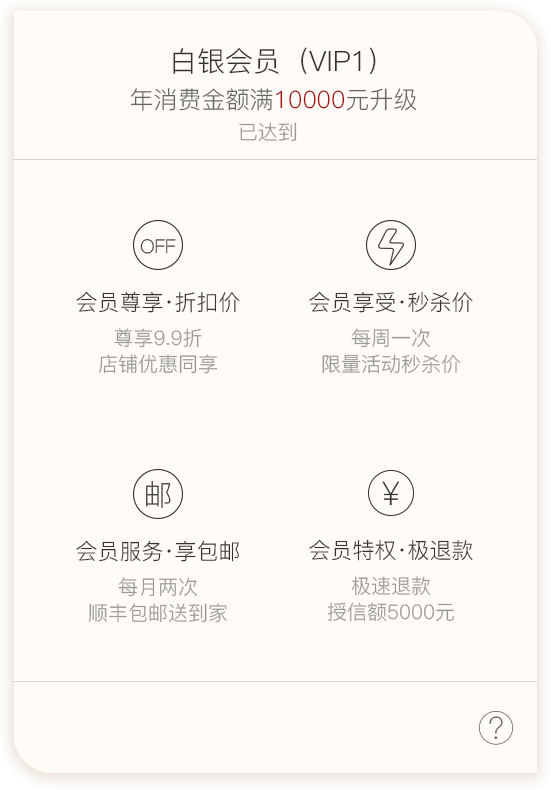 白银会员（VIP1）
年消费金额满10000元升级
已达到
OFF
会员尊享·折扣价
尊享9.9折
店铺优惠同享
会员享受·秒杀价
每周一次
限量活动秒杀价
邮
会员服务·享包邮
每月两次
顺丰包邮送到家
¥
会员特权·极退款
极速退款
授信额5000元
?